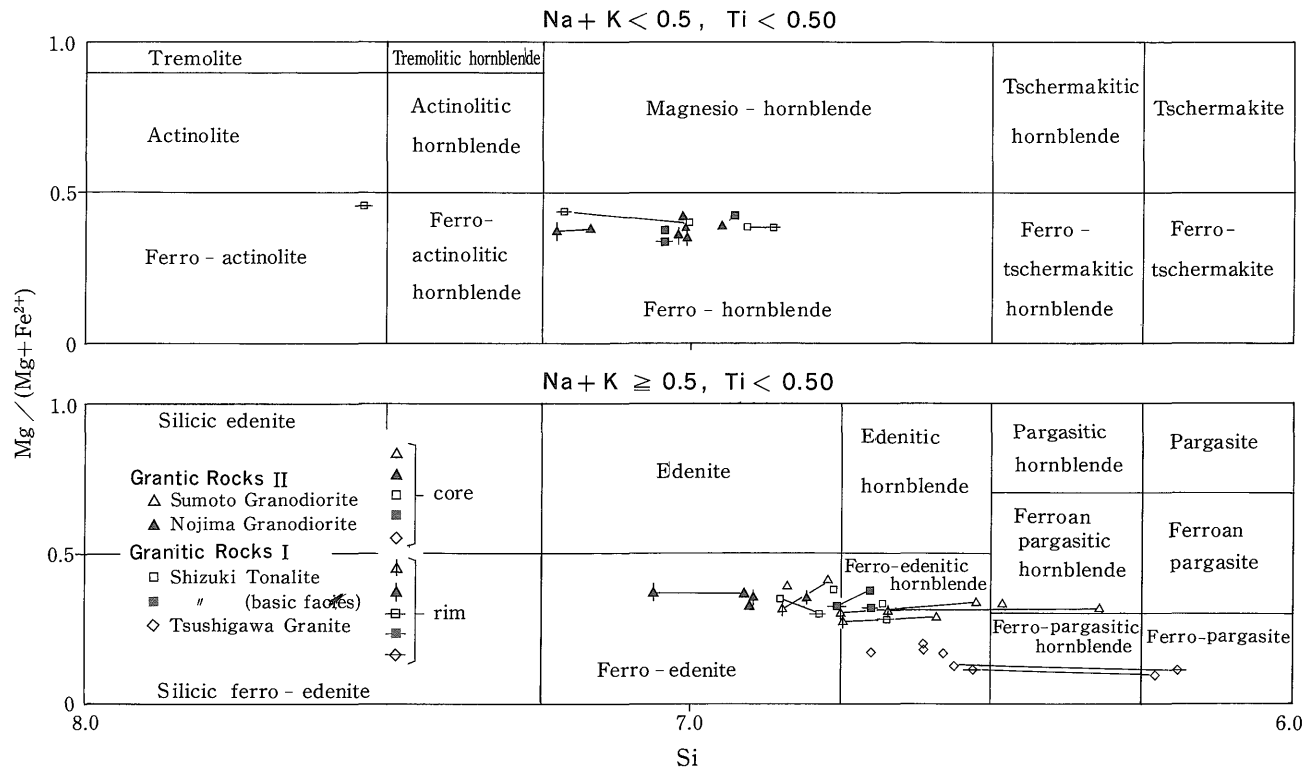 Na + K < 0.5 , Ti < 0.50
1.0
Tremolite
Tremolitic hornblende
Actinolite
Actinolitic
hornblende
Magnesio - hornblende
Tschermakitic
hornblende
Tschermakite
0.5
Ferro - actinolite
Ferro-
actinolitic
hornblende
Ferro - hornblende
Ferro -
tschermakitic
hornblende
Ferro -
tschermakite
0
Mg / (Mg+Fe²⁺)
Na + K ≧ 0.5, Ti < 0.50
1.0
Silicic edenite
Grantic Rocks II
△ Sumoto Granodiorite
▲ Nojima Granodiorite
core
Granitic Rocks I
□ Shizuki Tonalite
■ 〃 (basic facies)
◇ Tsushigawa Granite
rim
Silicic ferro - edenite
Edenite
Edenitic
hornblende
Pargasitic
hornblende
Pargasite
Ferroan
pargasitic
hornblende
Ferroan
pargasite
0.5
Ferro-edenitic
hornblende
Ferro - edenite
Ferro-pargasitic
hornblende
Ferro-pargasite
0
8.0
7.0
6.0
Si